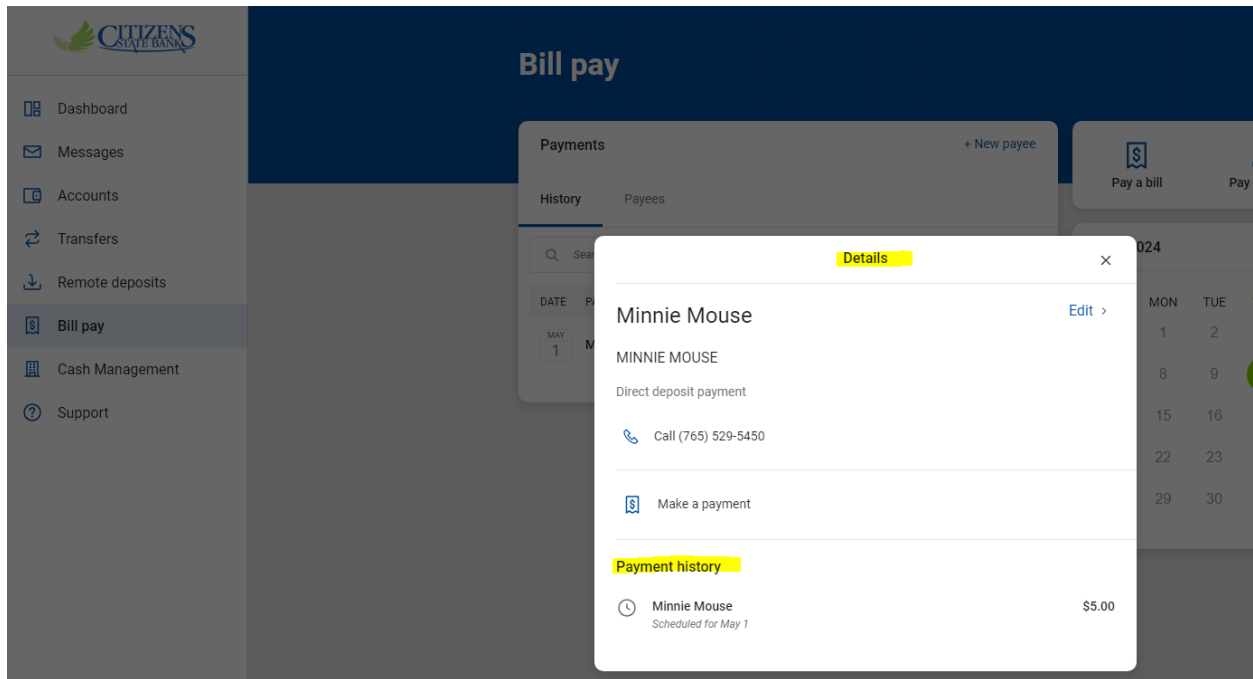 CITIZENS
STATE BANKS
Dashboard
Messages
Accounts
Transfers
Remote deposits
Bill pay
Cash Management
Support
Bill pay
Payments
+ New payee
History
Payees
Pay a bill
Pay
024
DATE
MAY
1
MON TUE
1 2
8 9
15 16
22 23
29 30
Details
Minnie Mouse
Edit
MINNIE MOUSE
Direct deposit payment
Call (765) 529-5450
Make a payment
Payment history
Minnie Mouse
$5.00
Scheduled for May 1